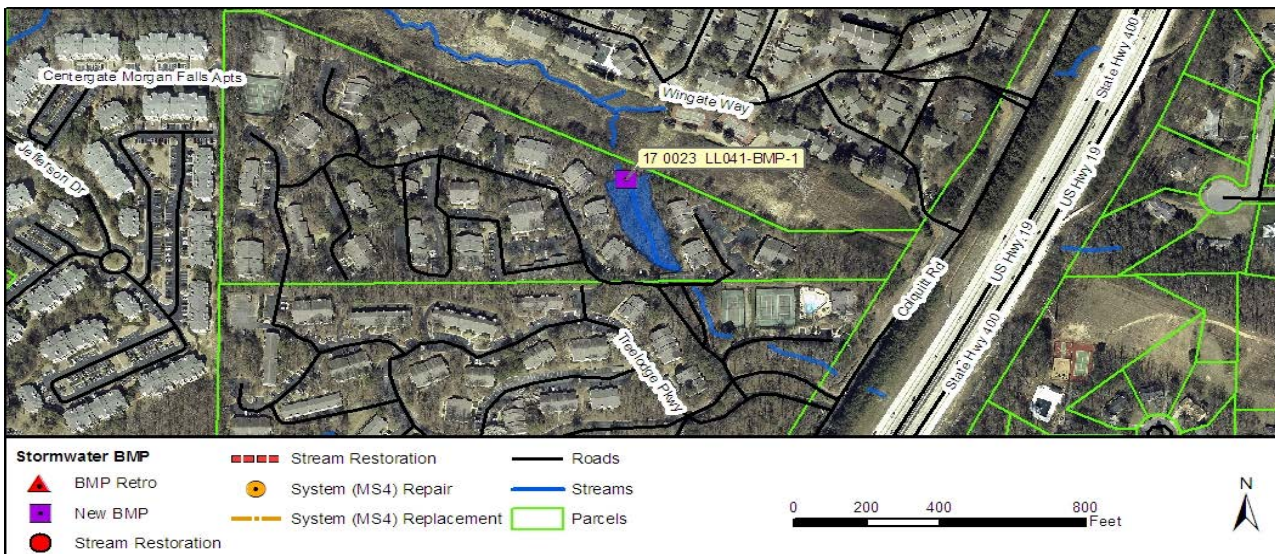 Centergate Morgan Falls Apts
Jefferson Dr
Wingate Way
17 0023 LL041-BMP-1
State Hwy 400
US Hwy 19
US Hwy 19
State Hwy 400
Colquitt Rd
Treelodge Pkwy
Stormwater BMP
BMP Retro
New BMP
Stream Restoration
Stream Restoration
System (MS4) Repair
System (MS4) Replacement
Roads
Streams
Parcels
0 200 400 800
Feet
N